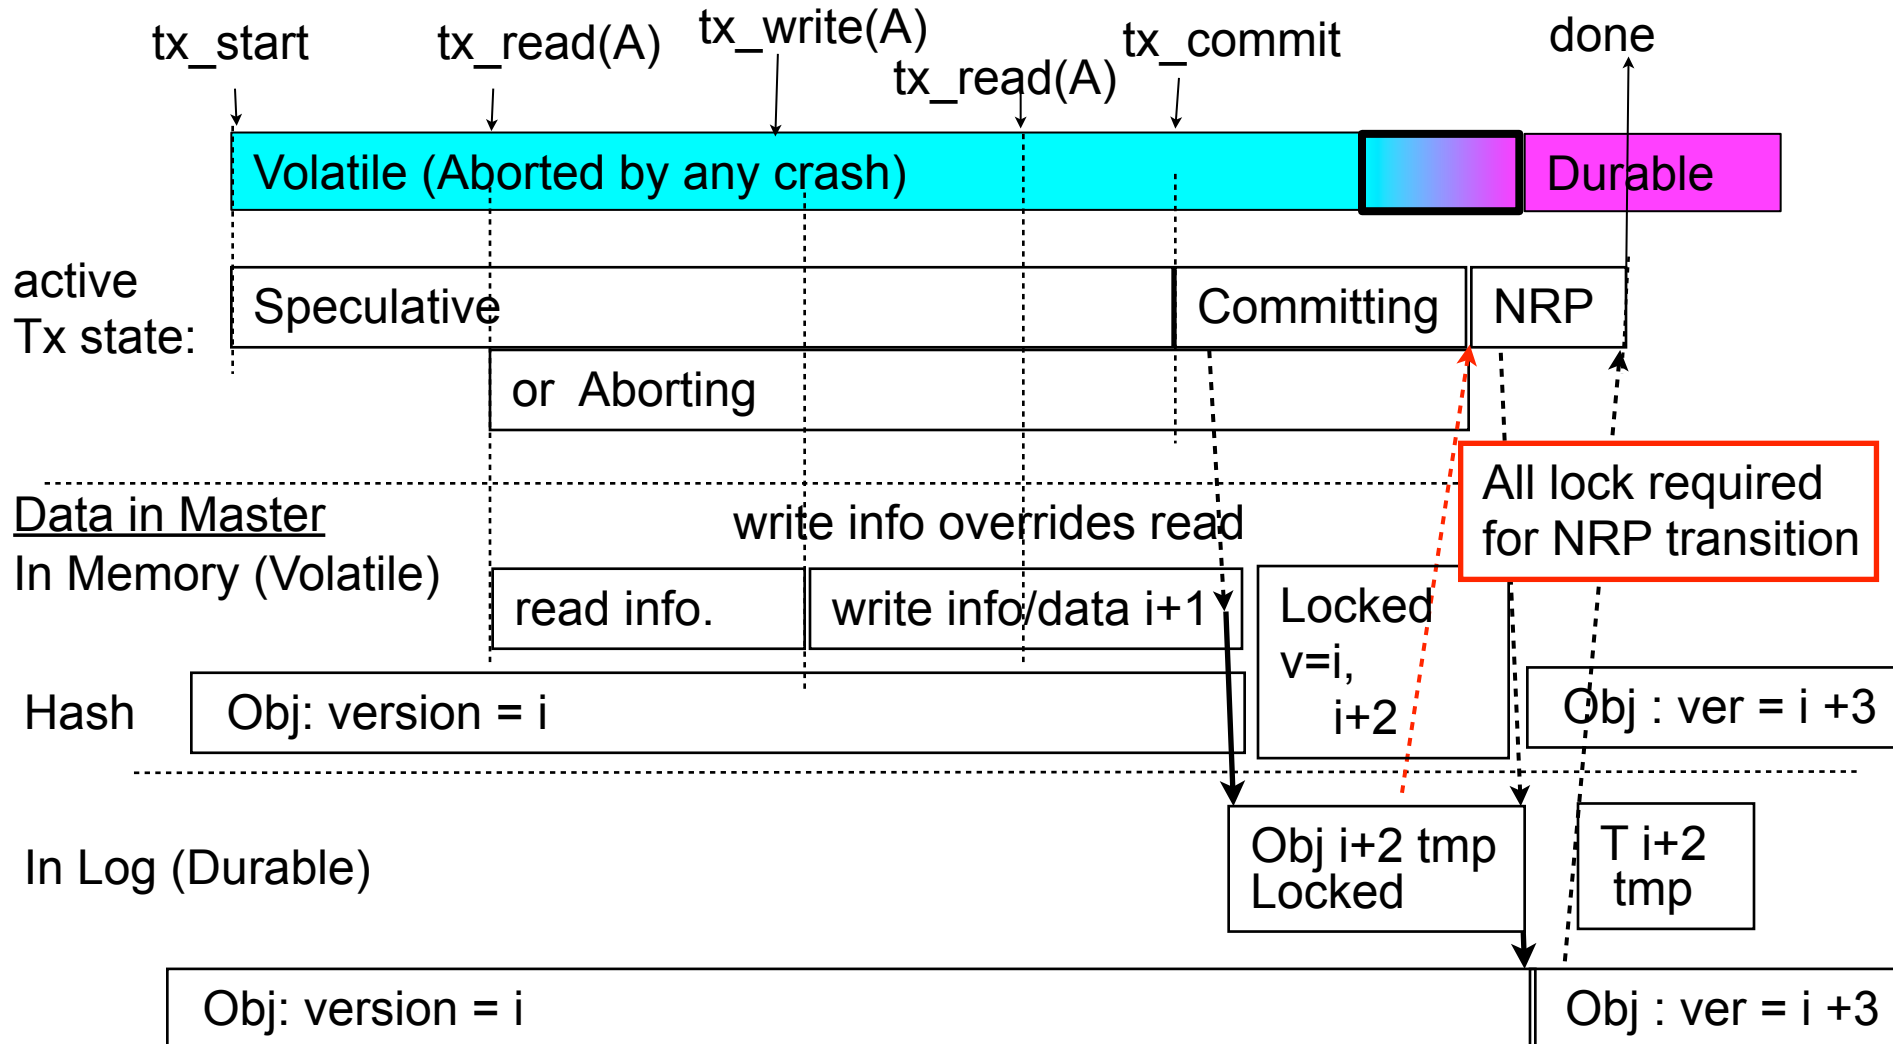 tx_start
tx_read(A)
tx_write(A)
tx_read(A)
tx_commit
done
Volatile (Aborted by any crash)
Durable
active
Tx state:
Speculative
Committing
NRP
or Aborting
All lock required
for NRP transition
Data in Master
In Memory (Volatile)
write info overrides read
read info.
write info/data i+1
Locked
v=i,
i+2
Hash
Obj: version = i
Obj : ver = i +3
In Log (Durable)
Obj i+2 tmp
Locked
T i+2
tmp
Obj: version = i
Obj : ver = i +3